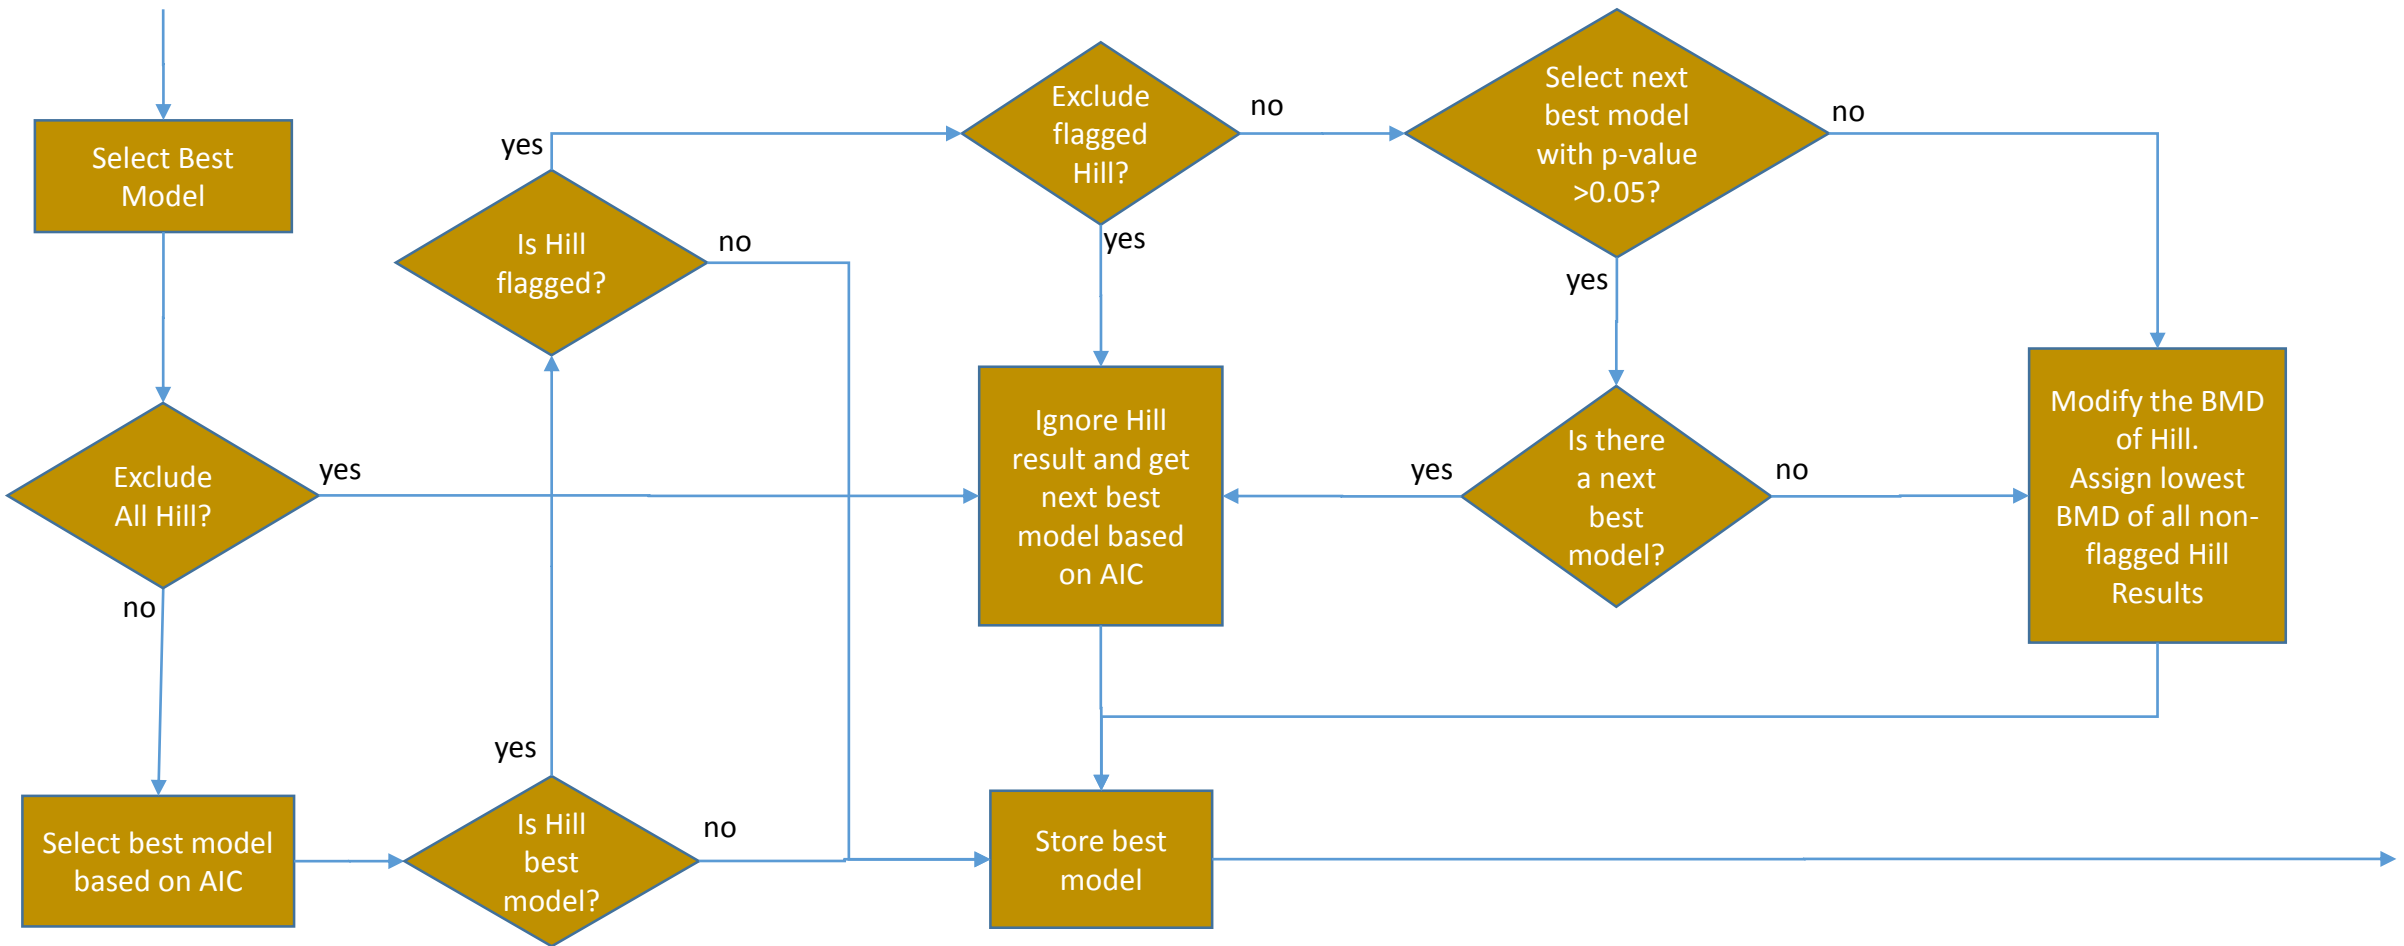 Select Best
Model
Exclude
All Hill?
yes
no
Select best model
based on AIC
Is Hill
best
model?
yes
no
Is Hill
flagged?
yes
no
Exclude
flagged
Hill?
no
yes
Select next
best model
with p-value
>0.05?
no
yes
Is there
a next
best
model?
yes
no
Ignore Hill
result and get
next best
model based
on AIC
Modify the BMD
of Hill.
Assign lowest
BMD of all non-
flagged Hill
Results
Store best
model